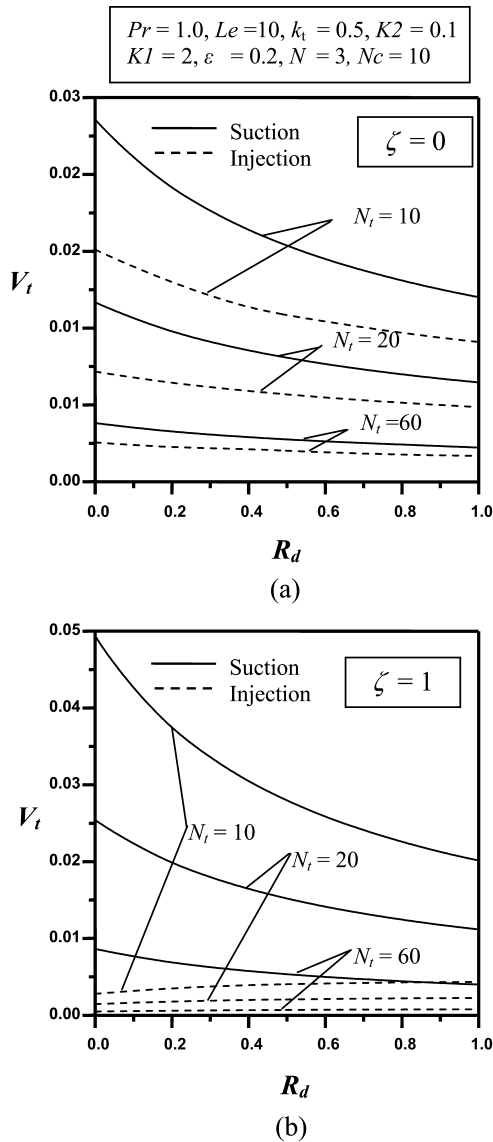 Pr = 1.0, Le=10, kt = 0.5, K2 = 0.1
K1 = 2, ε = 0.2, N = 3, Nc = 10
0.03
Suction
Injection
ζ = 0
0.02
Nt = 10
0.02
Vt
0.01
Nt = 20
0.01
Nt =60
0.00
0.0 0.2 0.4 0.6 0.8 1.0
Rd
(a)
0.05
Suction
Injection
ζ = 1
0.04
0.03
Vt
Nt = 10
0.02
Nt = 20
0.01
Nt = 60
0.00
0.0 0.2 0.4 0.6 0.8 1.0
Rd
(b)